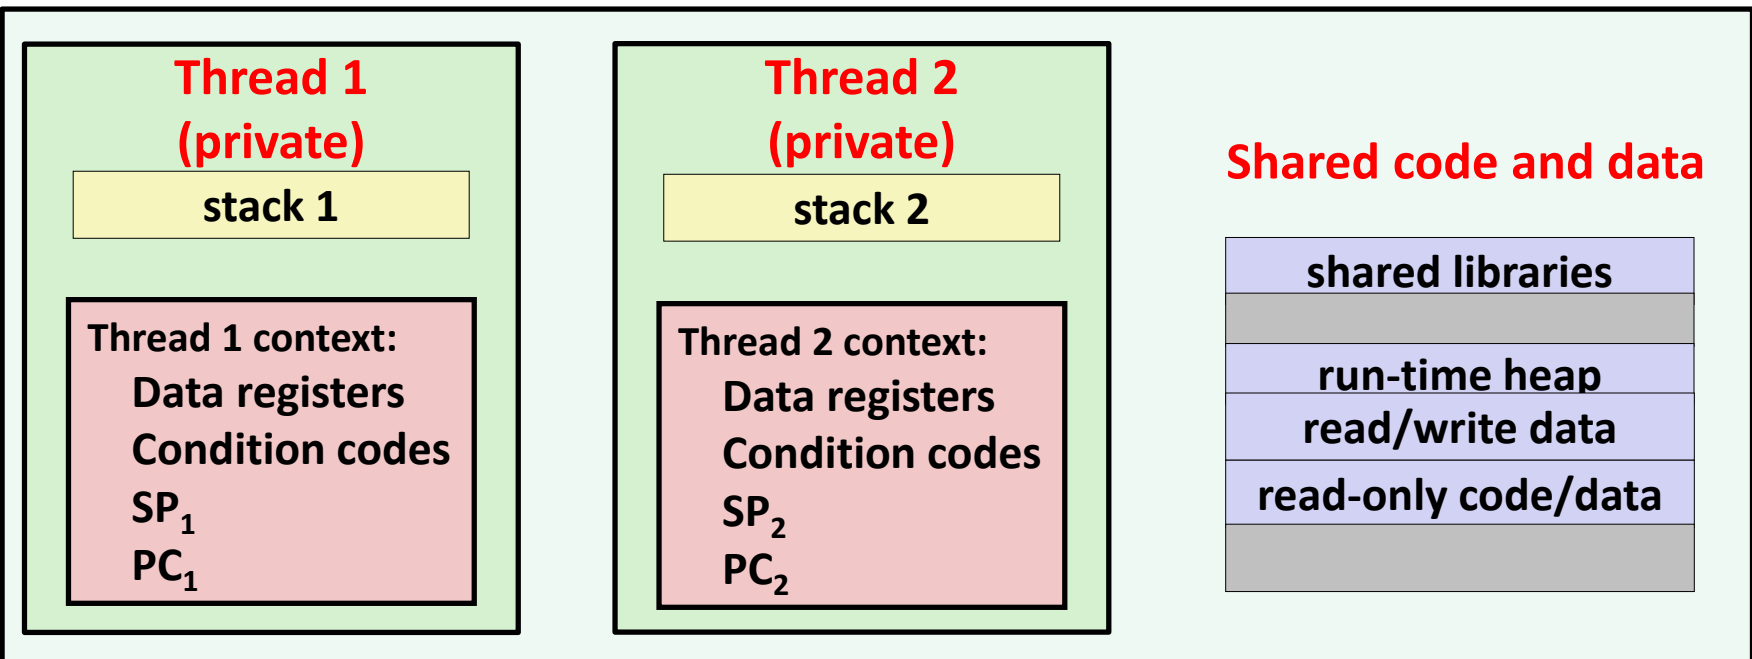 Thread 1
(private)
stack 1
Thread 1 context:
Data registers
Condition codes
SP₁
PC₁
Thread 2
(private)
stack 2
Thread 2 context:
Data registers
Condition codes
SP₂
PC₂
Shared code and data
shared libraries
run-time heap
read/write data
read-only code/data